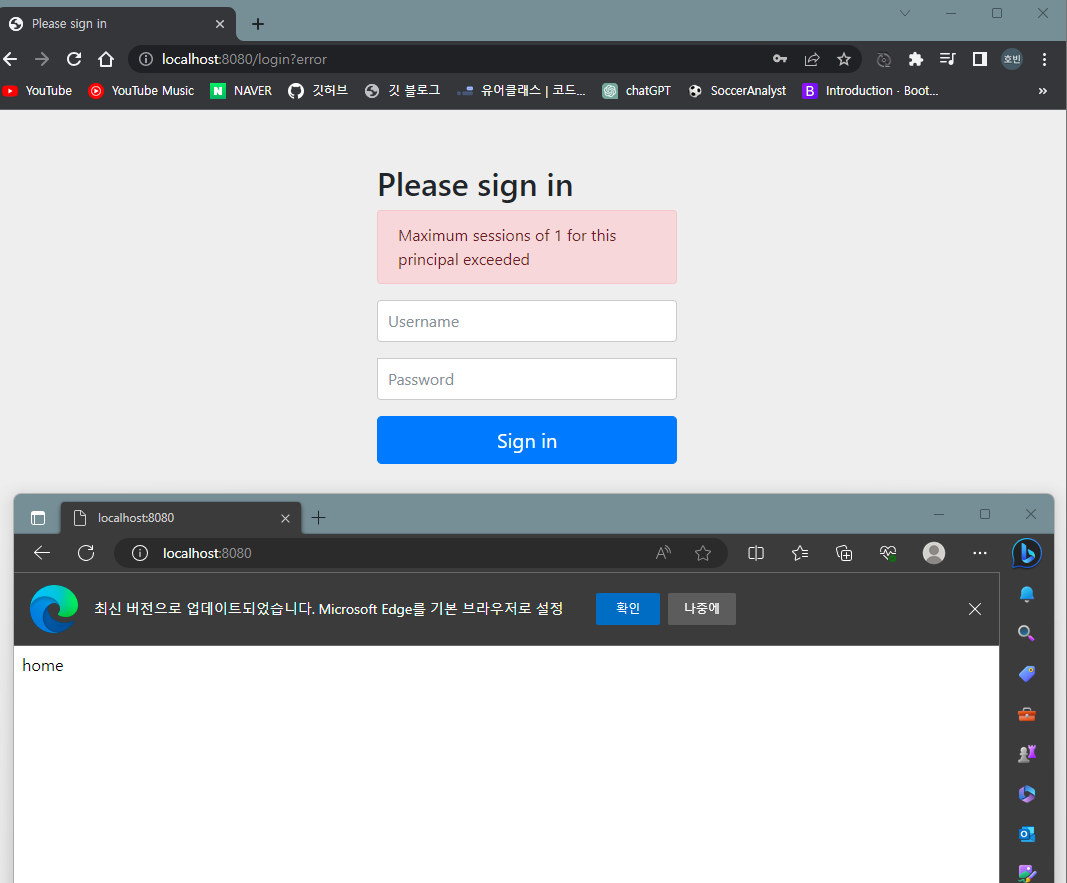 Please sign in
localhost:8080/login?error
호빈
YouTube YouTube Music N NAVER 깃허브 깃 블로그 유어클래스 | 코드... chatGPT SoccerAnalyst B Introduction · Boot... »
Please sign in
Maximum sessions of 1 for this
principal exceeded
Username
Password
Sign in
localhost:8080
localhost:8080
최신 버전으로 업데이트되었습니다. Microsoft Edge를 기본 브라우저로 설정 확인 나중에
home